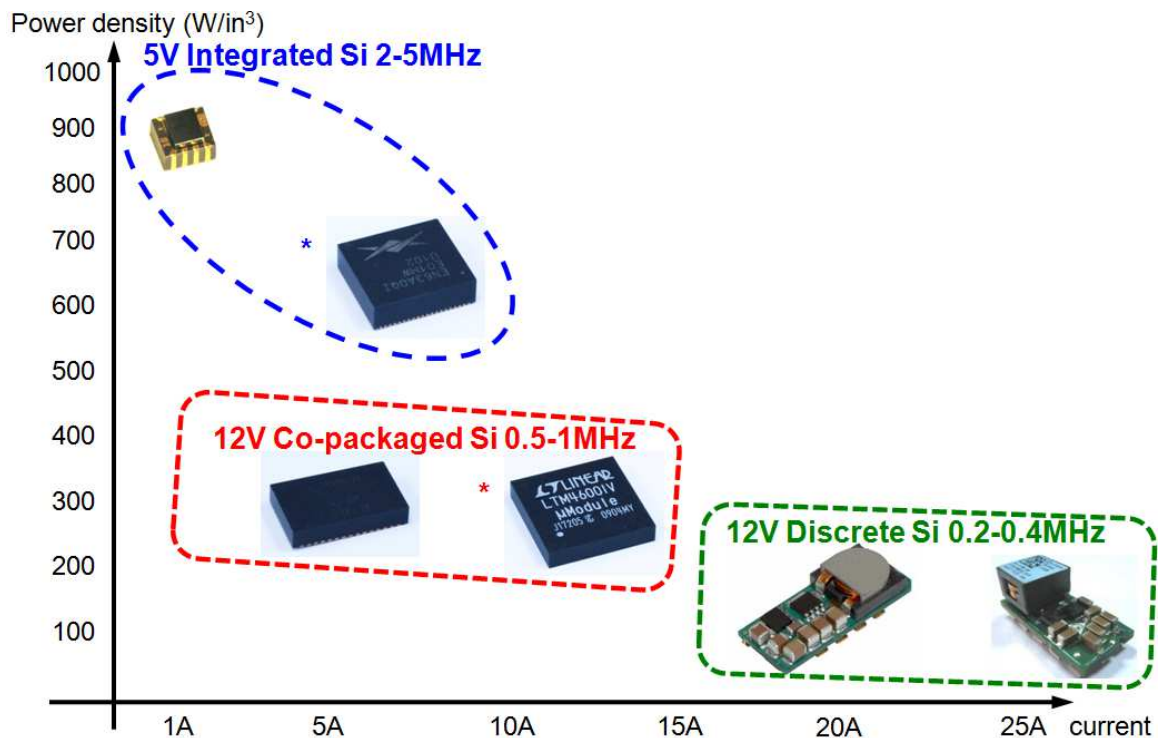 Power density (W/in³)
5V Integrated Si 2-5MHz
1000
900
800
700
*
600
500
400
12V Co-packaged Si 0.5-1MHz
300
*
LINEAR
LTM4600IV
µModule
200
12V Discrete Si 0.2-0.4MHz
100
1A
5A
10A
15A
20A
25A
current